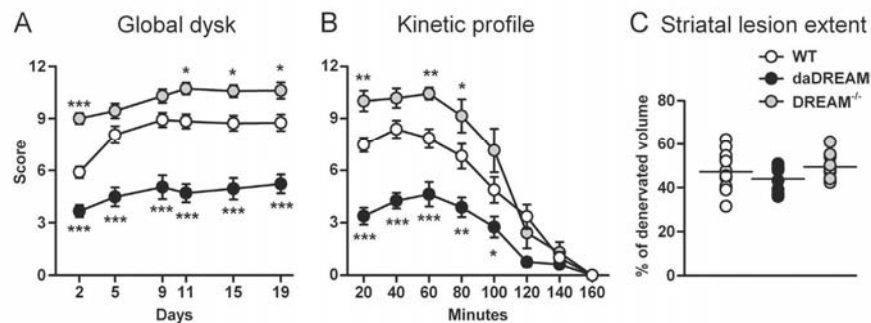 A Global dysk
B Kinetic profile
C Striatal lesion extent
WT
daDREAM
DREAM-/-
Score
12
9
6
3
0
*** * * *
*** *** *** *** *** ***
2 5 9 11 15 19
Days
12
9
6
3
0
** ** *
*** *** *** ** *
20 40 60 80 100 120 140 160
Minutes
% of denervated volume
80
60
40
20
0